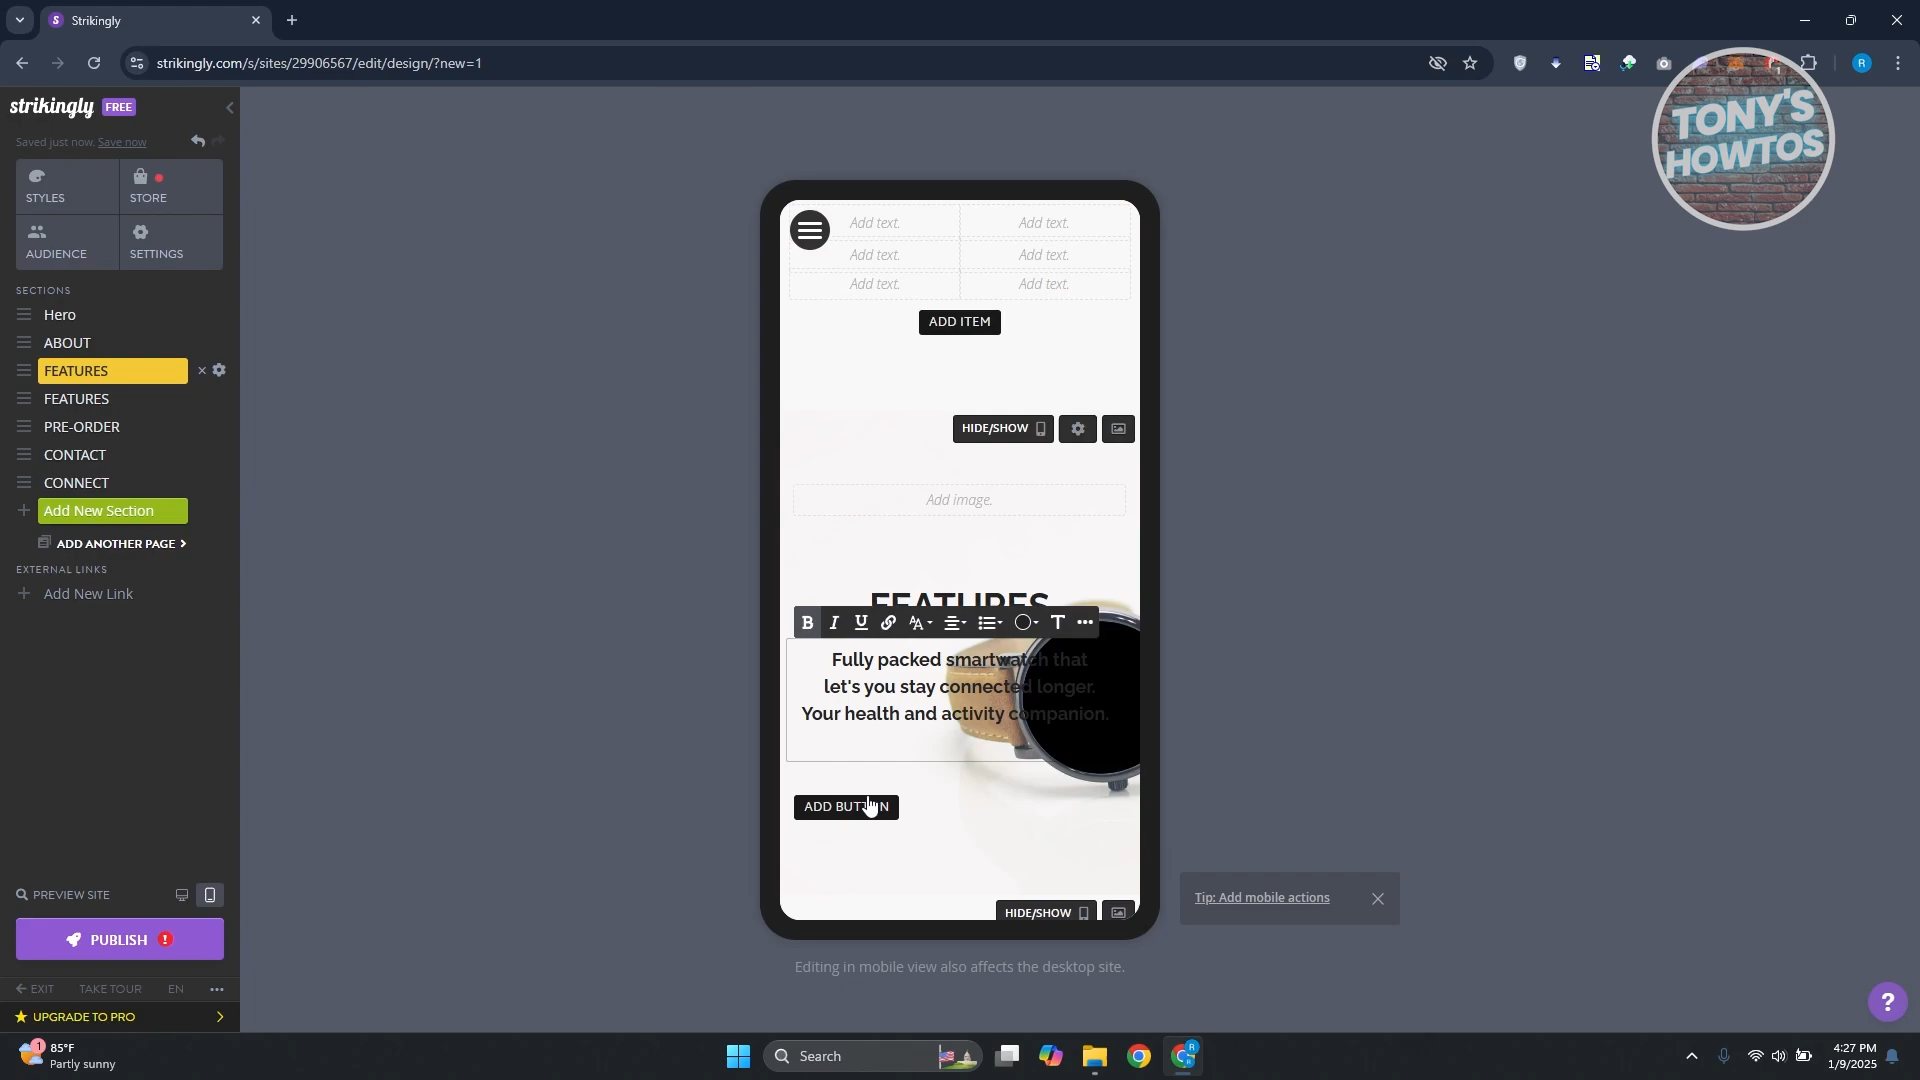 Strikingly
strikingly.com/s/sites/29906567/edit/design/?new=1
R
TONY'S
HOWTOS
strikingly FREE
Saved just now. Save now
STYLES
STORE
AUDIENCE
SETTINGS
SECTIONS
Hero
ABOUT
FEATURES
FEATURES
PRE-ORDER
CONTACT
CONNECT
Add New Section
ADD ANOTHER PAGE
EXTERNAL LINKS
Add New Link
PREVIEW SITE
PUBLISH
EXIT TAKE TOUR EN
UPGRADE TO PRO
Add text. Add text.
Add text. Add text.
Add text. Add text.
ADD ITEM
HIDE/SHOW
Add image.
FEATURES
Fully packed smartwatch that
let's you stay connected longer.
Your health and activity companion.
ADD BUTTON
HIDE/SHOW
Tip: Add mobile actions
Editing in mobile view also affects the desktop site.
?
85°F
Partly sunny
Search
4:27 PM
1/9/2025